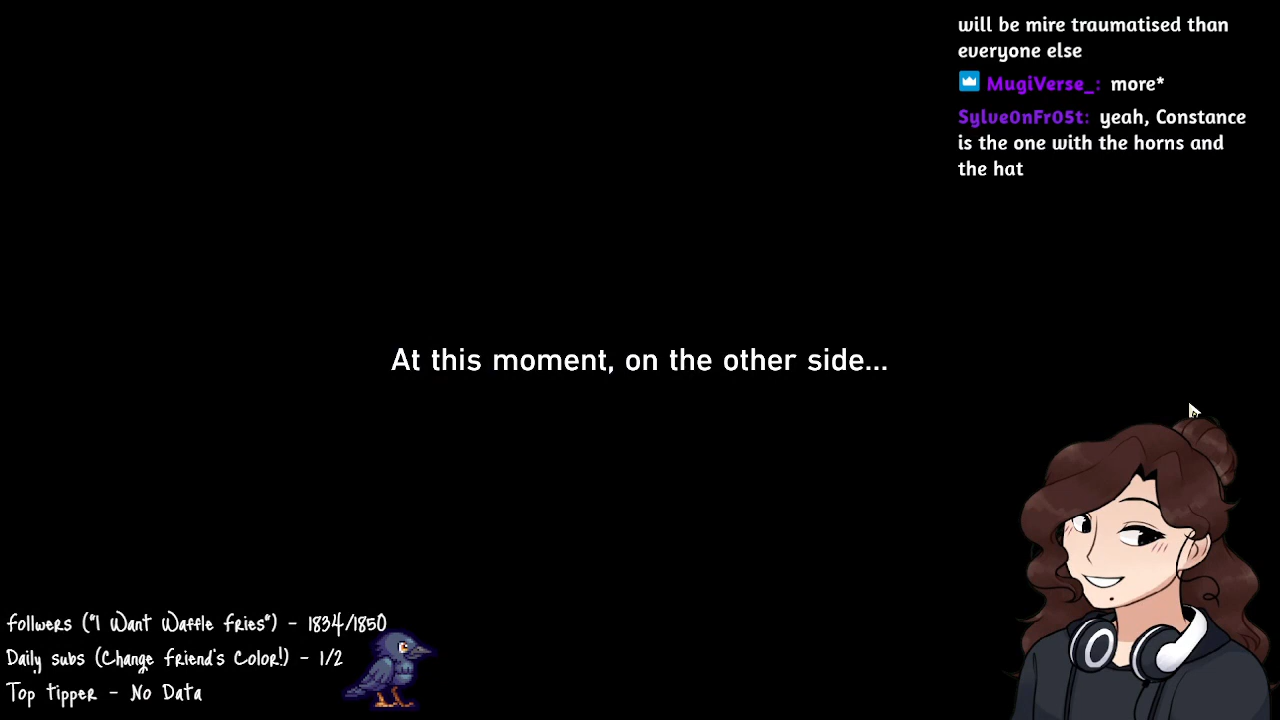 will be mire traumatised than
everyone else
MugiVerse_: more*
Sylve0nFr05t: yeah, Constance
is the one with the horns and
the hat
At this moment, on the other side...
follwers ("I Want Waffle Fries") - 1834/1850
Daily subs (Change Friend's Color!) - 1/2
Top tipper - No Data